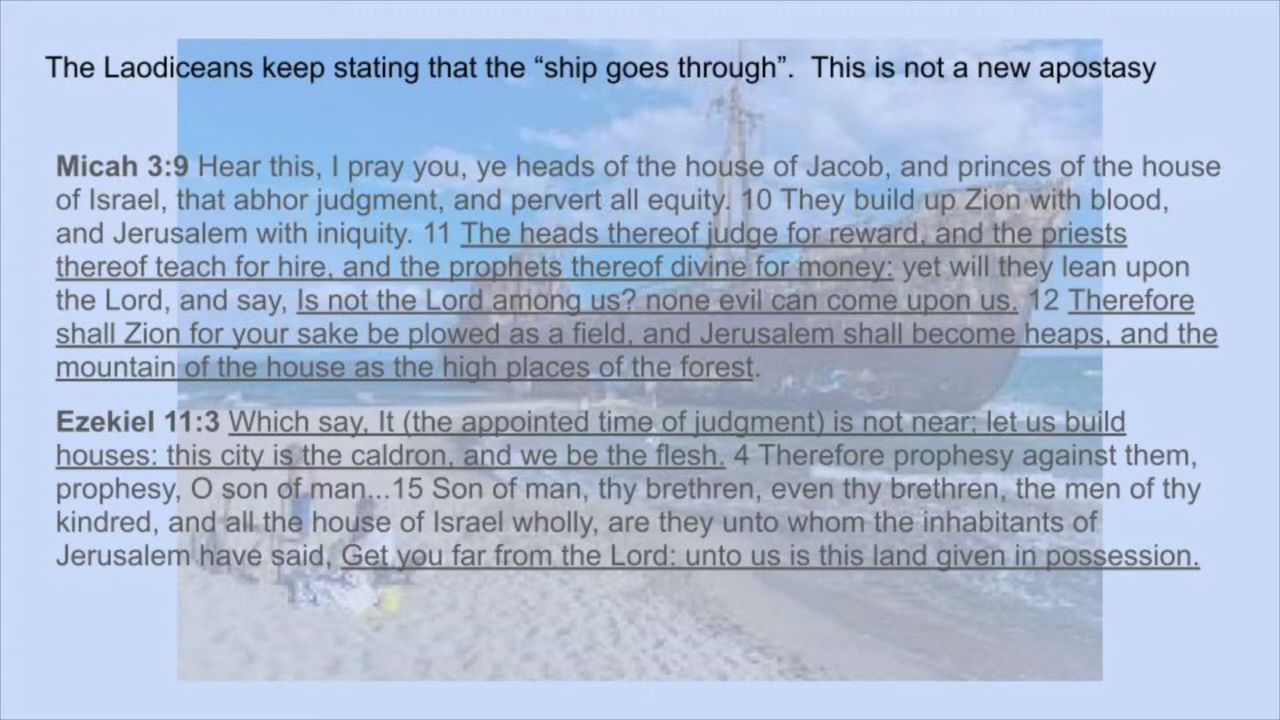 The Laodiceans keep stating that the “ship goes through”.  This is not a new apostasy
Micah 3:9 Hear this, I pray you, ye heads of the house of Jacob, and princes of the house
of Israel, that abhor judgment, and pervert all equity. 10 They build up Zion with blood,
and Jerusalem with iniquity. 11 The heads thereof judge for reward, and the priests
thereof teach for hire, and the prophets thereof divine for money: yet will they lean upon
the Lord, and say, Is not the Lord among us? none evil can come upon us. 12 Therefore
shall Zion for your sake be plowed as a field, and Jerusalem shall become heaps, and the
mountain of the house as the high places of the forest.
Ezekiel 11:3 Which say, It (the appointed time of judgment) is not near; let us build
houses: this city is the caldron, and we be the flesh. 4 Therefore prophesy against them,
prophesy, O son of man...15 Son of man, thy brethren, even thy brethren, the men of thy
kindred, and all the house of Israel wholly, are they unto whom the inhabitants of
Jerusalem have said, Get you far from the Lord: unto us is this land given in possession.